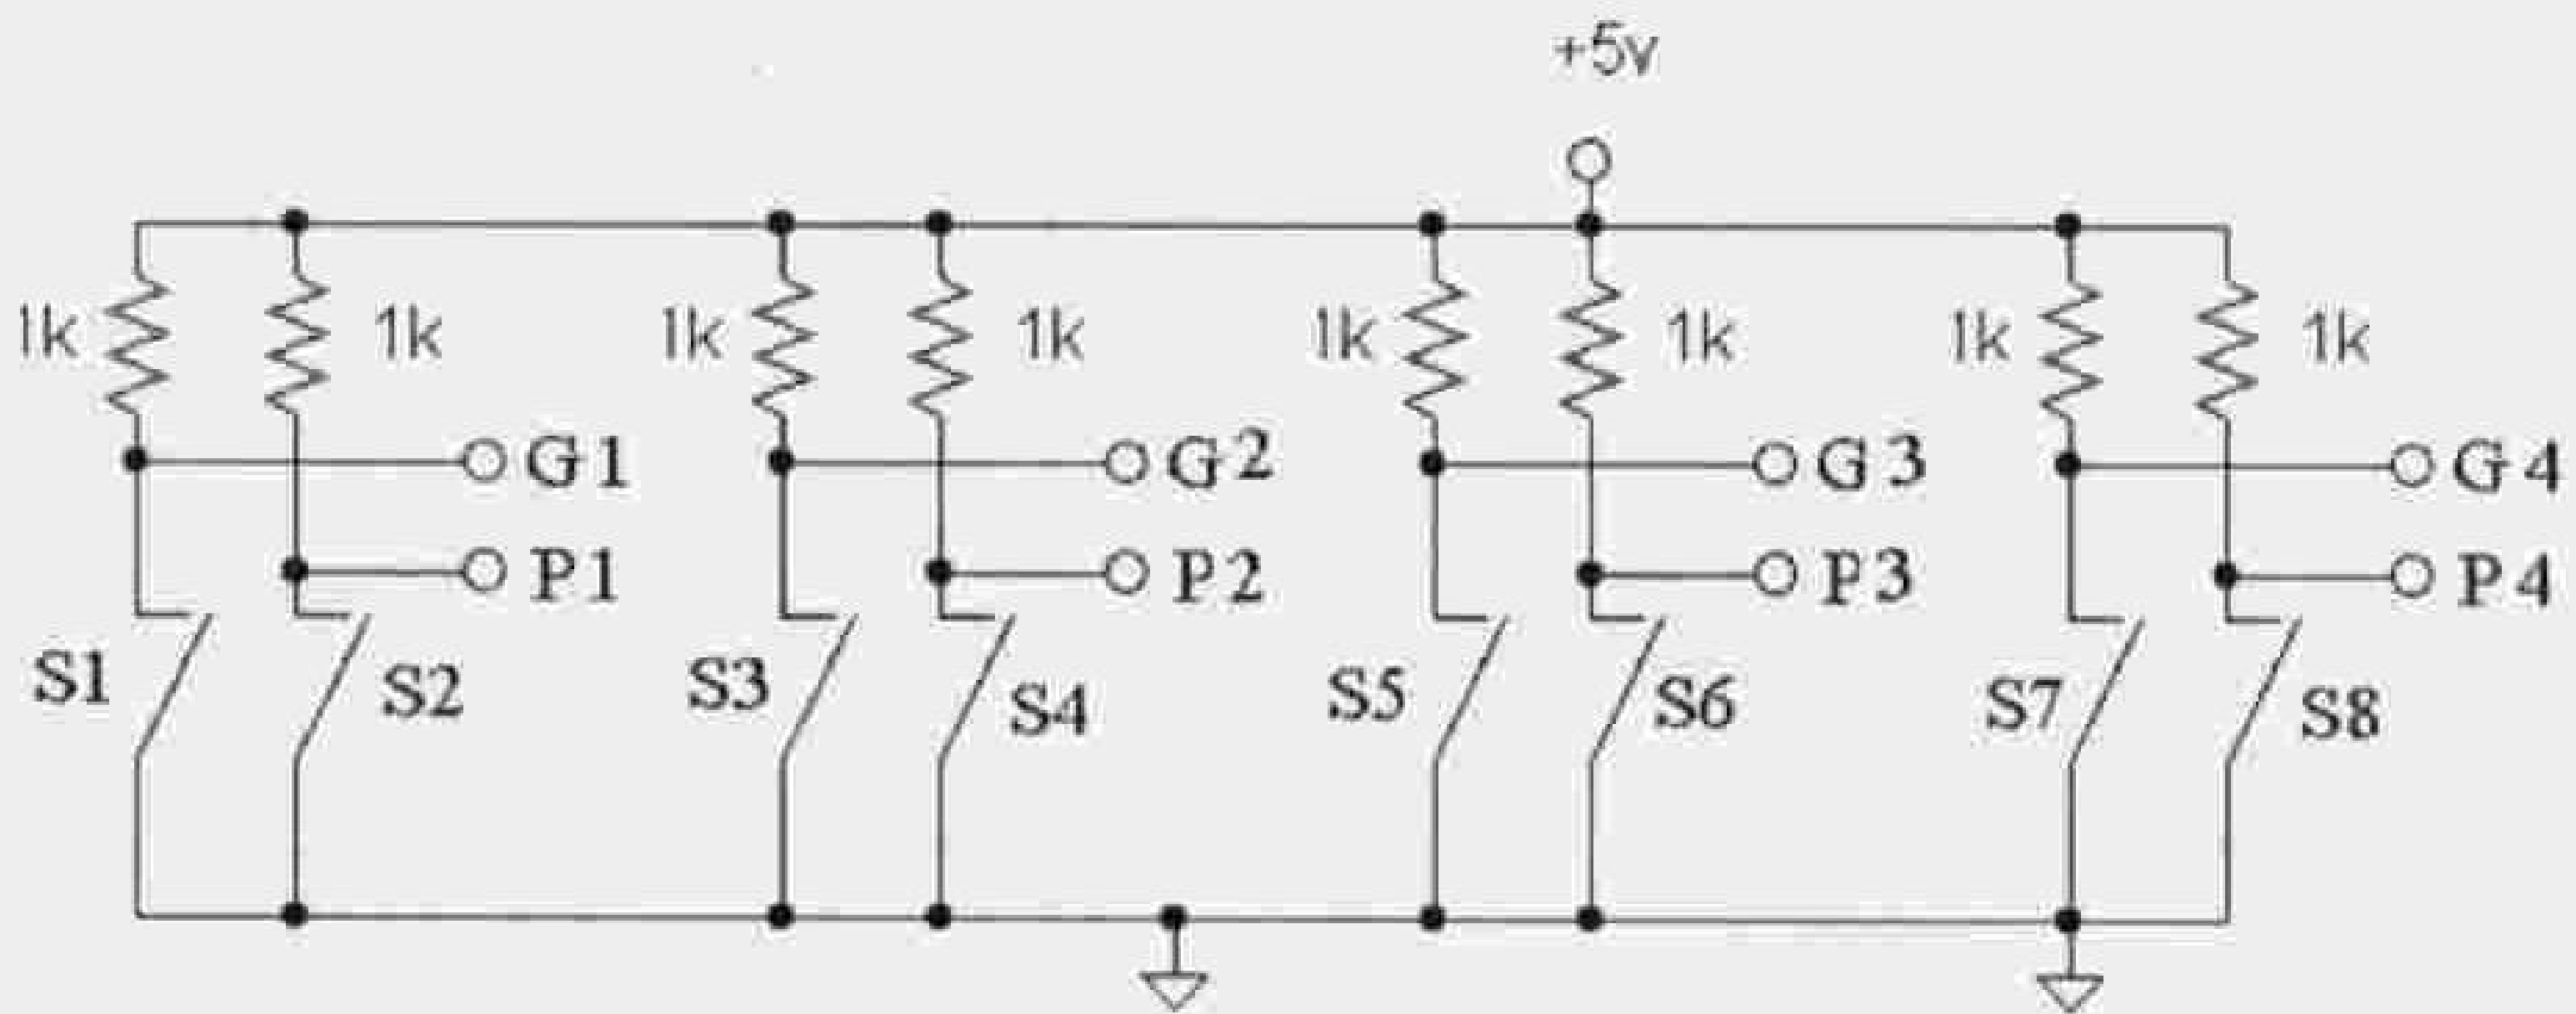 +5v
1k 1k 1k 1k 1k 1k 1k 1k
G1 G2 G3 G4
P1 P2 P3 P4
S1 S2 S3 S4 S5 S6 S7 S8